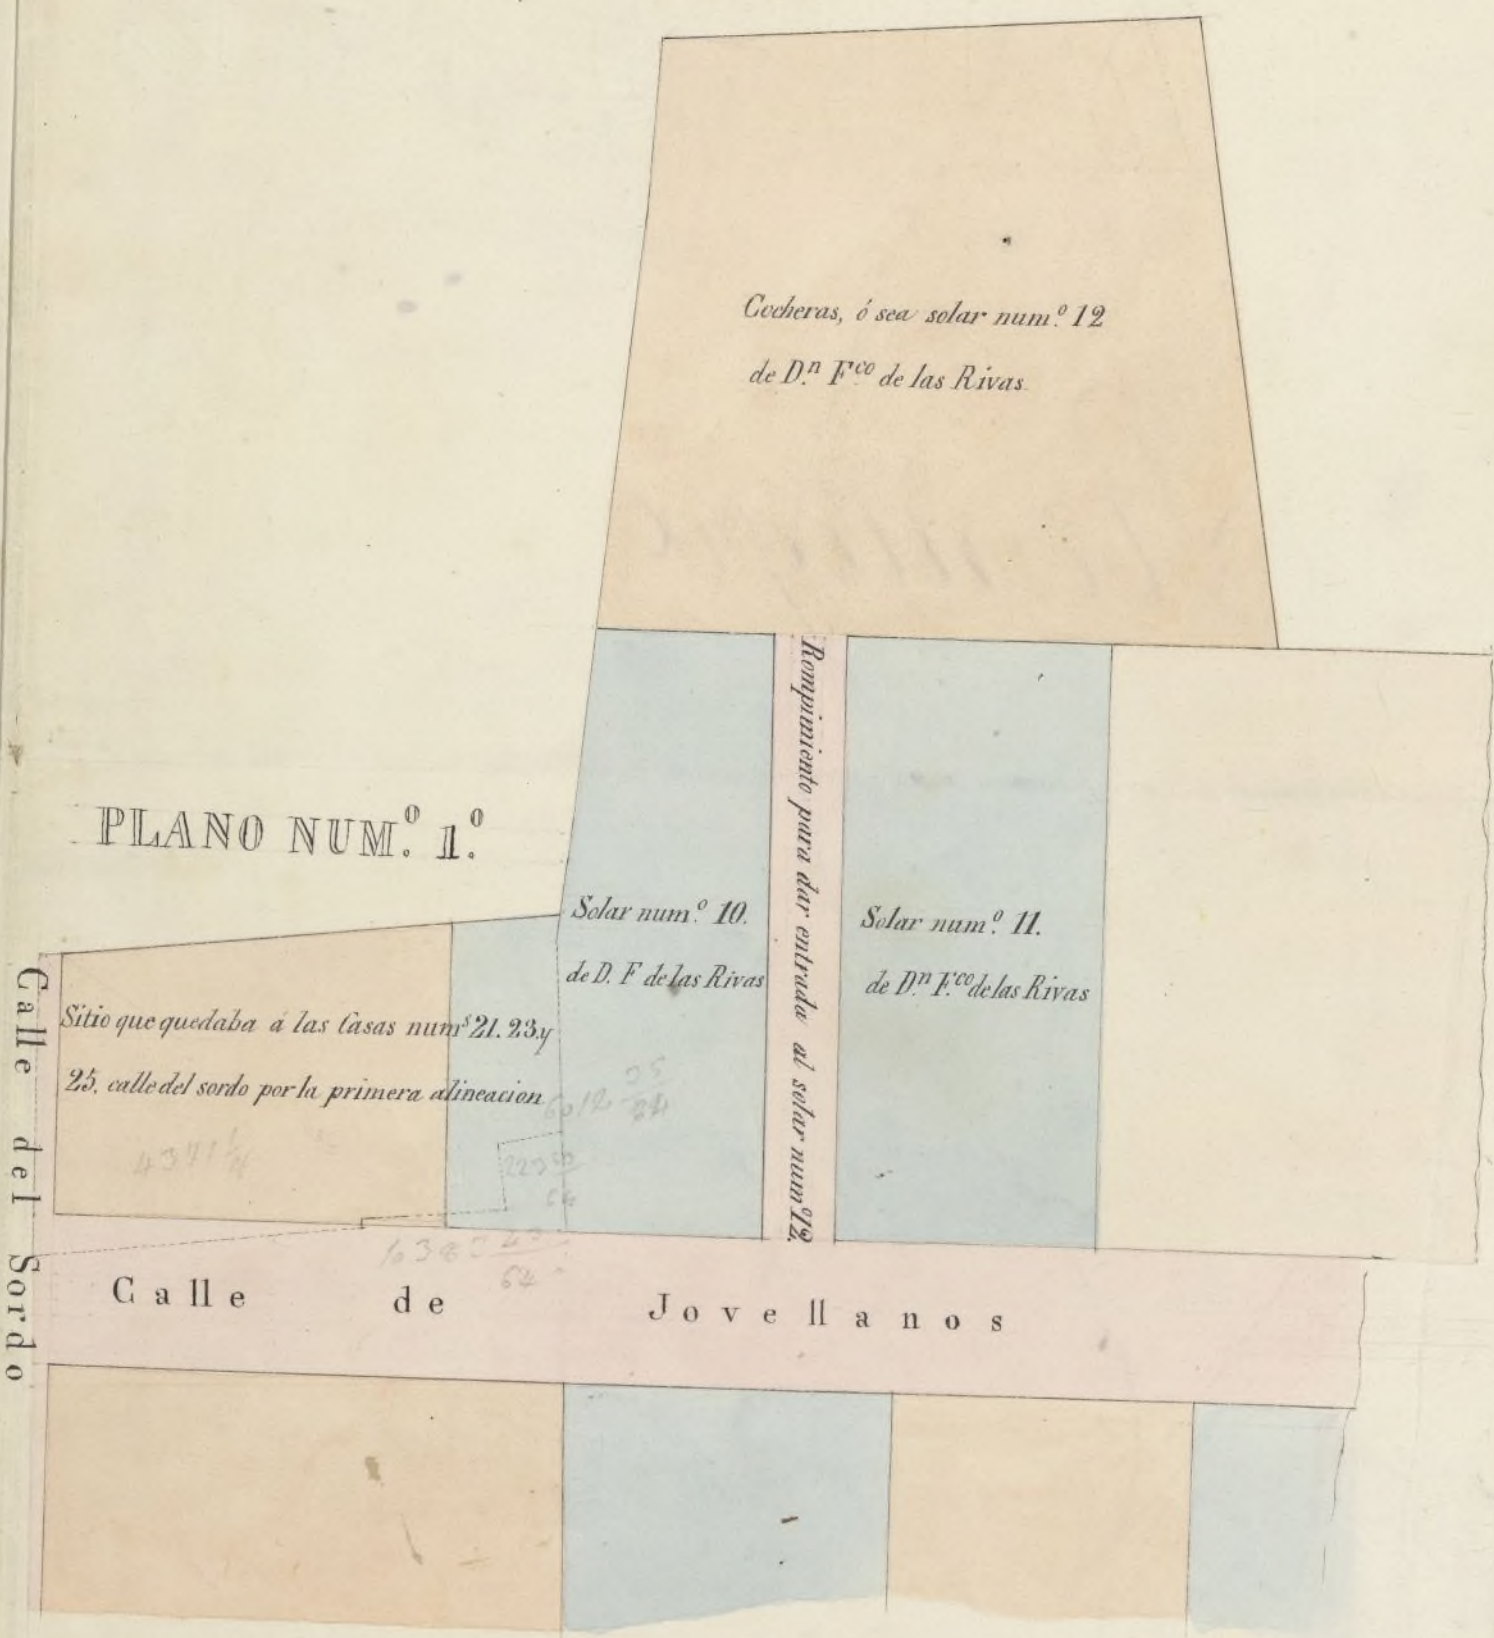 Cocheras, ó sea solar num.º 12
de D.ⁿ F.ᶜᵒ de las Rivas
Rompimiento para dar entrada al solar num.º 12.
PLANO NUM.º 1.º
Solar num.º 10.
de D. F de las Rivas
Solar num.º 11.
de D.ⁿ F.ᶜᵒ de las Rivas
Sitio que quedaba á las Casas numˢ 21. 23. y
25. calle del sordo por la primera alineacion
Calle del Sordo
Calle de Jovellanos